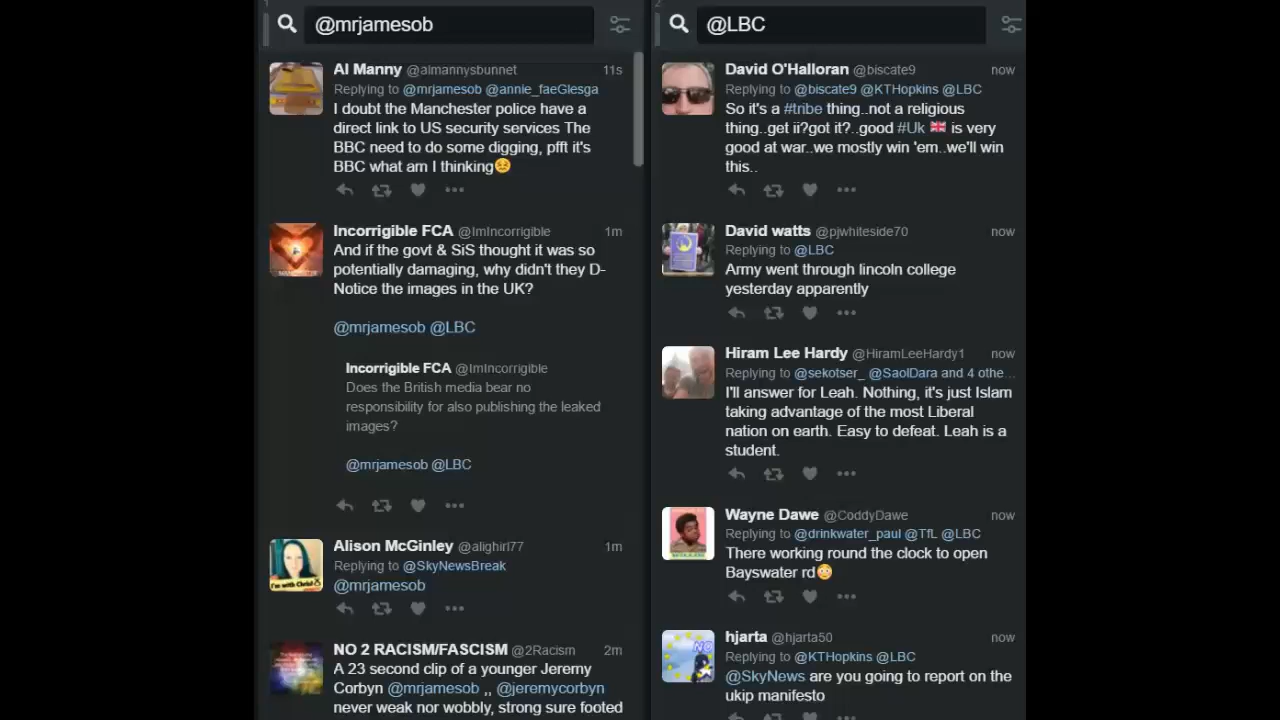 @mrjamesob
Al Manny @almannysbunnet 11s
Replying to @mrjamesob @annie_faeGlesga
I doubt the Manchester police have a
direct link to US security services The
BBC need to do some digging, pfft it's
BBC what am I thinking😣
Incorrigible FCA @ImIncorrigible 1m
And if the govt & SiS thought it was so
potentially damaging, why didn't they D-
Notice the images in the UK?
@mrjamesob @LBC
Incorrigible FCA @ImIncorrigible
Does the British media bear no
responsibility for also publishing the leaked
images?
@mrjamesob @LBC
Alison McGinley @alighirl77 1m
Replying to @SkyNewsBreak
@mrjamesob
NO 2 RACISM/FASCISM @2Racism 2m
A 23 second clip of a younger Jeremy
Corbyn @mrjamesob ,, @jeremycorbyn
never weak nor wobbly, strong sure footed
2
@LBC
David O'Halloran @biscate9 now
Replying to @biscate9 @KTHopkins @LBC
So it's a #tribe thing..not a religious
thing..get ii?got it?..good #Uk 🇬🇧 is very
good at war..we mostly win 'em..we'll win
this..
David watts @pjwhiteside70 now
Replying to @LBC
Army went through lincoln college
yesterday apparently
Hiram Lee Hardy @HiramLeeHardy1 now
Replying to @sekotser_ @SaolDara and 4 othe...
I'll answer for Leah. Nothing, it's just Islam
taking advantage of the most Liberal
nation on earth. Easy to defeat. Leah is a
student.
Wayne Dawe @CoddyDawe now
Replying to @drinkwater_paul @TfL @LBC
There working round the clock to open
Bayswater rd😳
hjarta @hjarta50 now
Replying to @KTHopkins @LBC
@SkyNews are you going to report on the
ukip manifesto